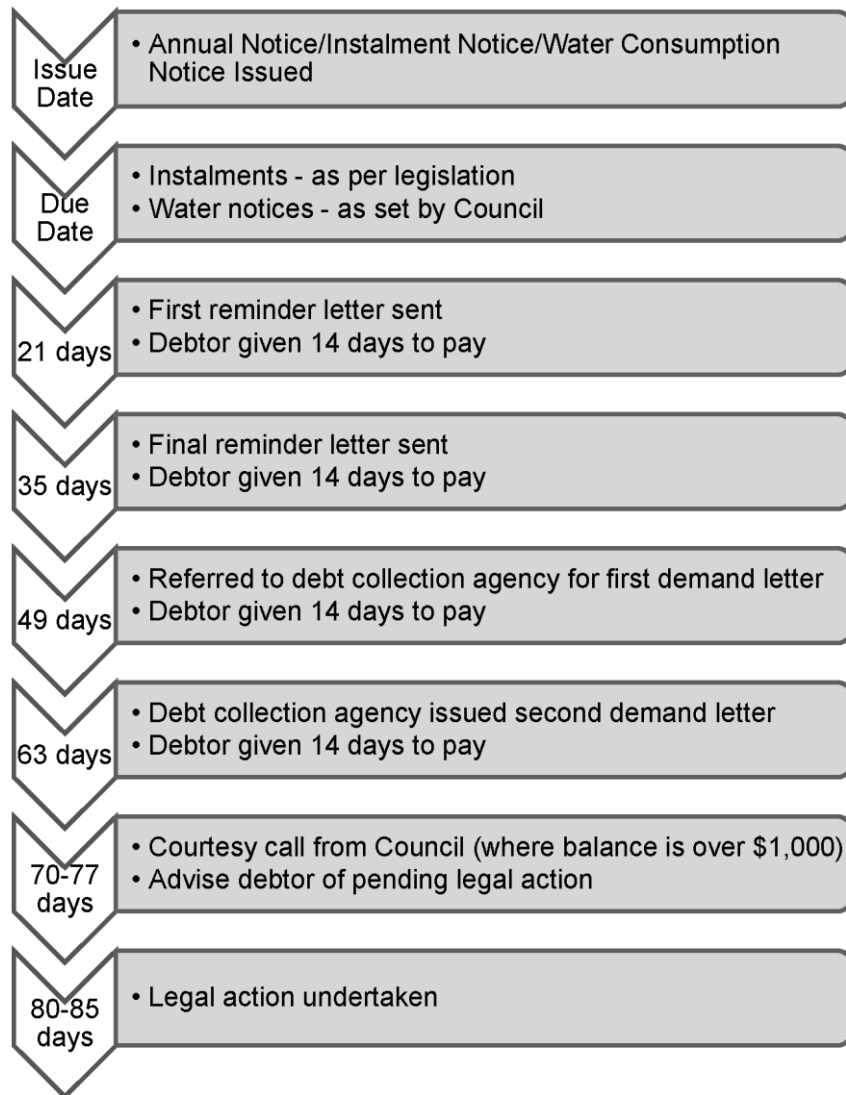 Issue
Date
• Annual Notice/Instalment Notice/Water Consumption
Notice Issued
Due
Date
• Instalments - as per legislation
• Water notices - as set by Council
21 days
• First reminder letter sent
• Debtor given 14 days to pay
35 days
• Final reminder letter sent
• Debtor given 14 days to pay
49 days
• Referred to debt collection agency for first demand letter
• Debtor given 14 days to pay
63 days
• Debt collection agency issued second demand letter
• Debtor given 14 days to pay
70-77
days
• Courtesy call from Council (where balance is over $1,000)
• Advise debtor of pending legal action
80-85
days
• Legal action undertaken